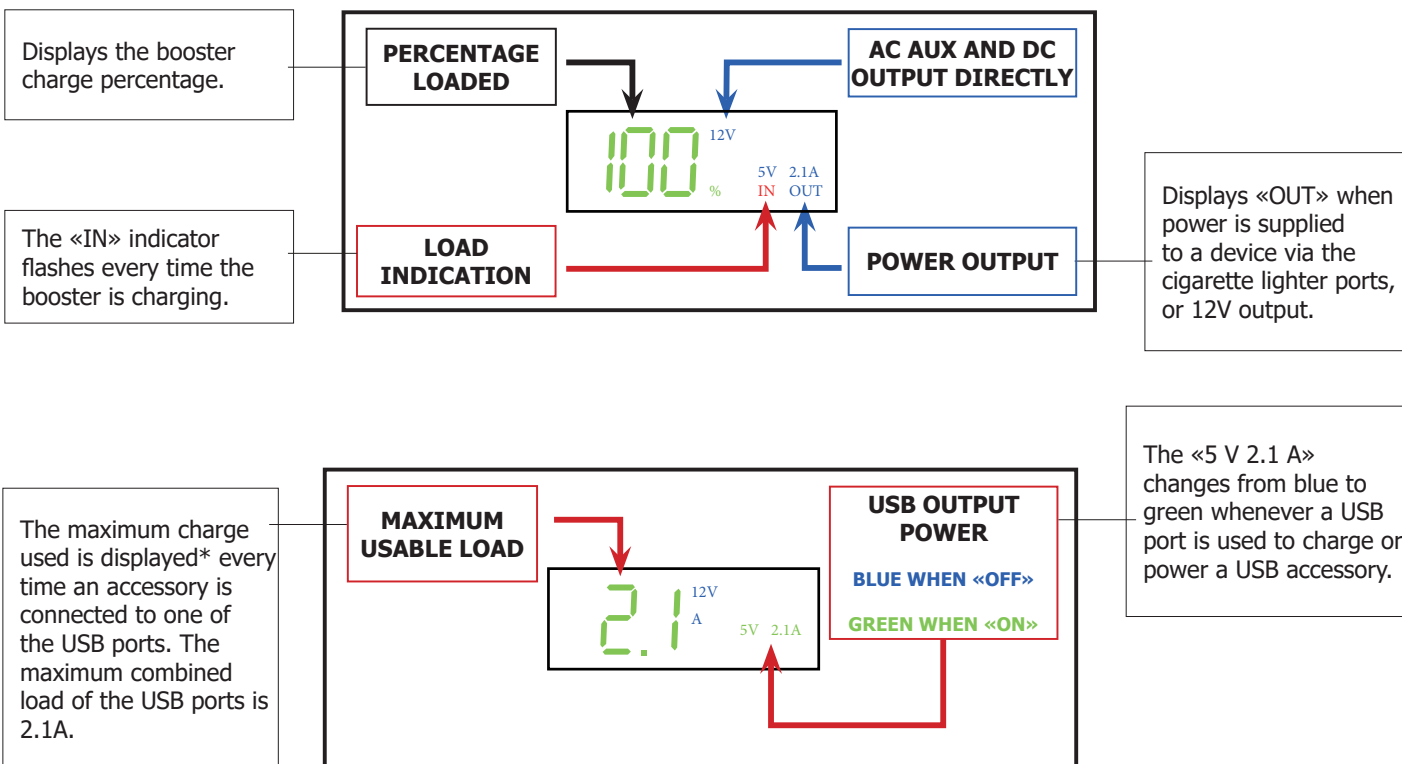 Displays the booster
charge percentage.
PERCENTAGE
LOADED
AC AUX AND DC
OUTPUT DIRECTLY
100
%
12V
5V 2.1A
IN OUT
The «IN» indicator
flashes every time the
booster is charging.
LOAD
INDICATION
POWER OUTPUT
Displays «OUT» when
power is supplied
to a device via the
cigarette lighter ports,
or 12V output.
The maximum charge
used is displayed* every
time an accessory is
connected to one of
the USB ports. The
maximum combined
load of the USB ports is
2.1A.
MAXIMUM
USABLE LOAD
2.1
12V
A
5V 2.1A
USB OUTPUT
POWER
BLUE WHEN «OFF»
GREEN WHEN «ON»
The «5 V 2.1 A»
changes from blue to
green whenever a USB
port is used to charge or
power a USB accessory.